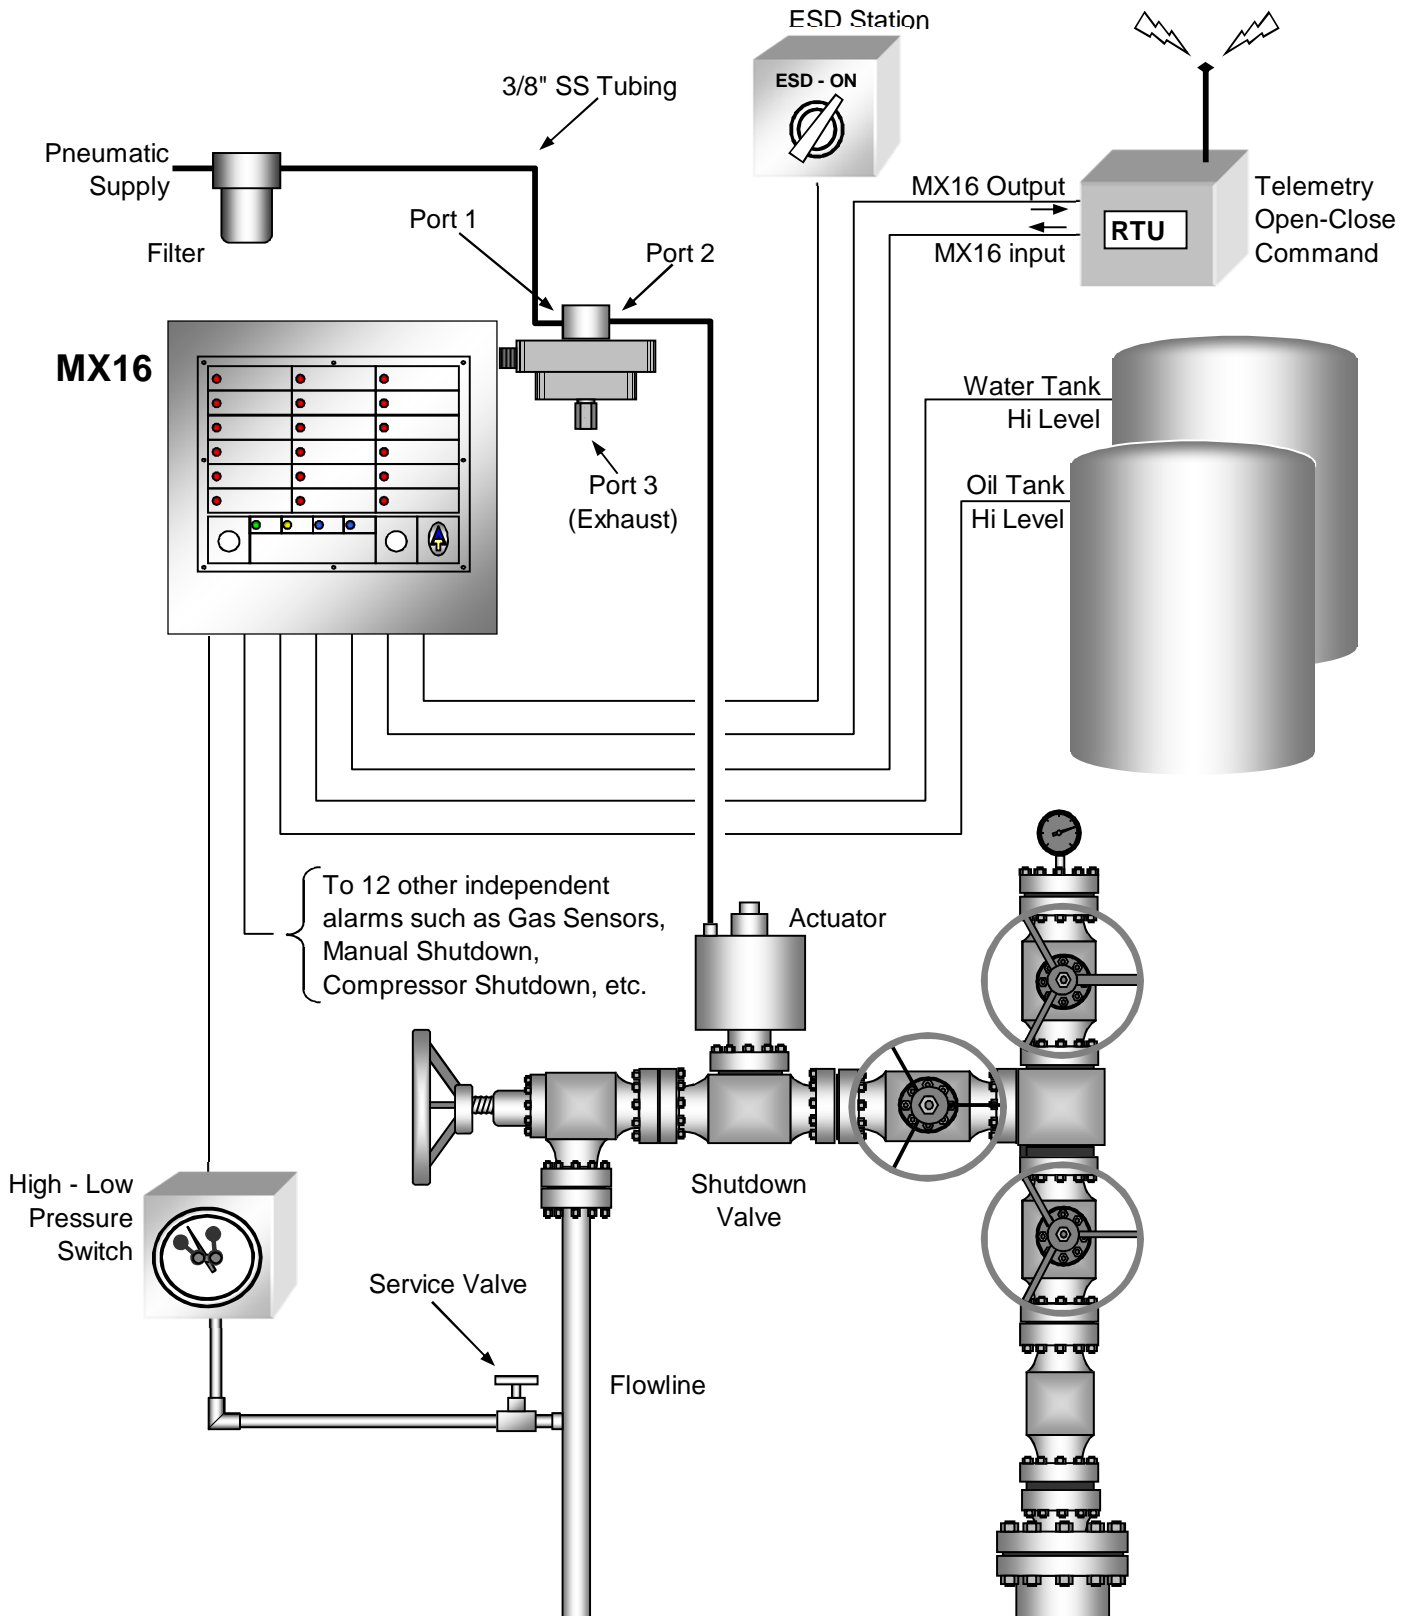 ESD Station
ESD - ON
3/8" SS Tubing
Pneumatic
Supply
Filter
Port 1
Port 2
MX16 Output
MX16 input
RTU
Telemetry
Open-Close
Command
MX16
Water Tank
Hi Level
Oil Tank
Hi Level
Port 3
(Exhaust)
To 12 other independent
alarms such as Gas Sensors,
Manual Shutdown,
Compressor Shutdown, etc.
Actuator
Shutdown
Valve
High - Low
Pressure
Switch
Service Valve
Flowline